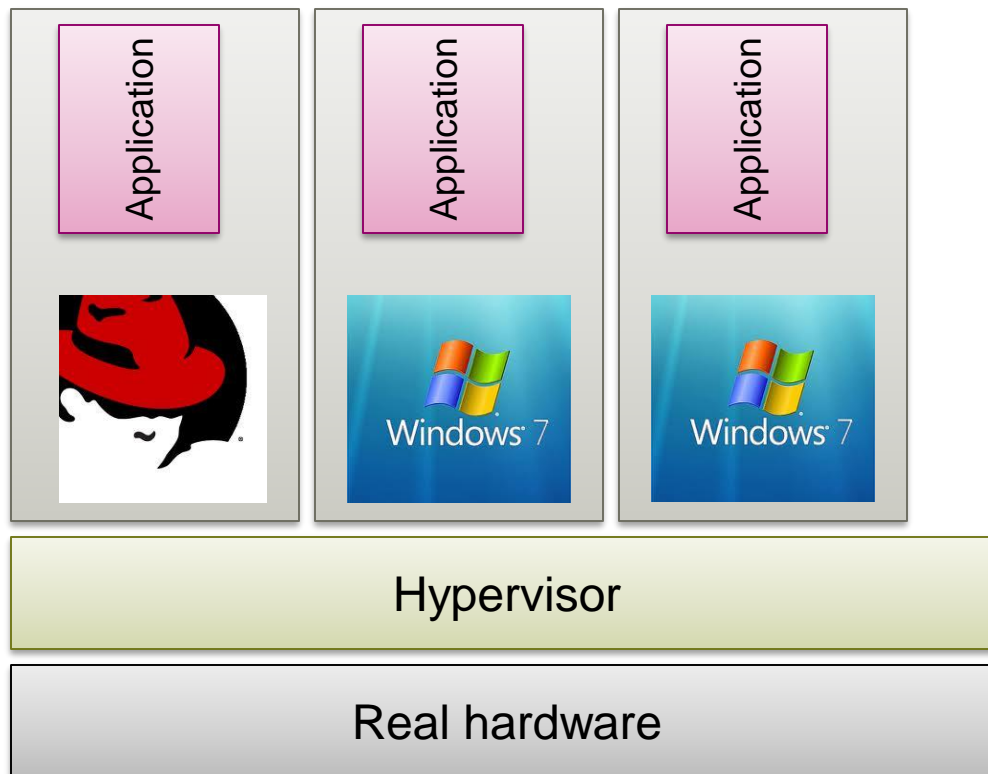 Application
Application
Application
Windows 7
Windows 7
Hypervisor
Real hardware